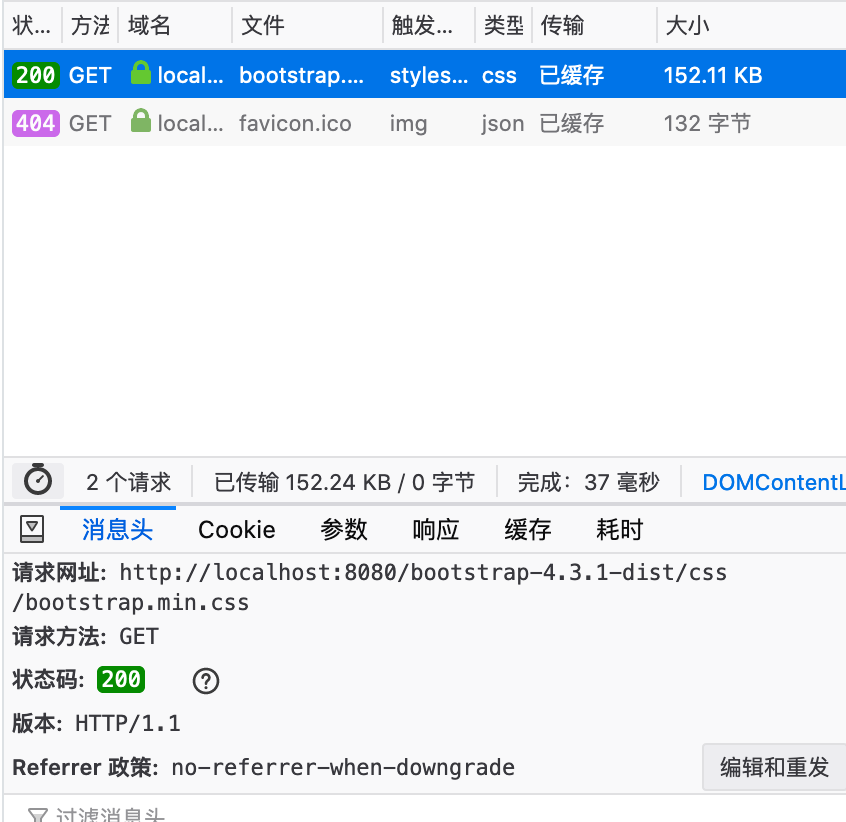 状... 方法 域名 文件 触发... 类型 传输 大小
200 GET local... bootstrap.... styles... css 已缓存 152.11 KB
404 GET local... favicon.ico img json 已缓存 132 字节
2 个请求 已传输 152.24 KB / 0 字节 完成：37 毫秒 DOMContentL
消息头 Cookie 参数 响应 缓存 耗时
请求网址: http://localhost:8080/bootstrap-4.3.1-dist/css
/bootstrap.min.css
请求方法: GET
状态码: 200 ?
版本: HTTP/1.1
Referrer 政策: no-referrer-when-downgrade 编辑和重发
过滤消息头